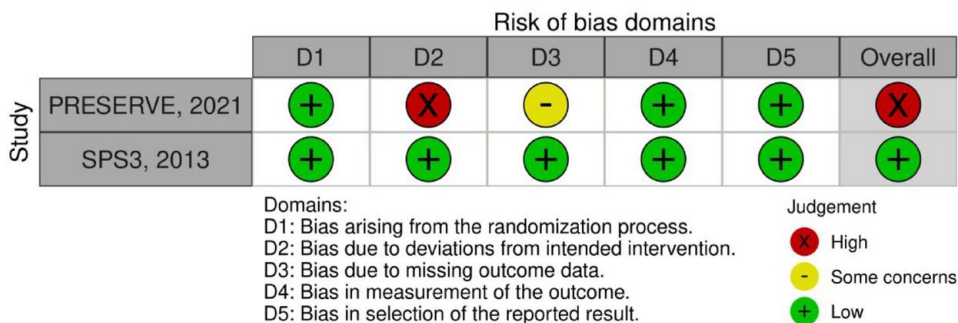 Risk of bias domains
D1 D2 D3 D4 D5 Overall
Study
PRESERVE, 2021 + X - + + X
SPS3, 2013 + + + + + +
Domains:
D1: Bias arising from the randomization process.
D2: Bias due to deviations from intended intervention.
D3: Bias due to missing outcome data.
D4: Bias in measurement of the outcome.
D5: Bias in selection of the reported result.
Judgement
X High
- Some concerns
+ Low